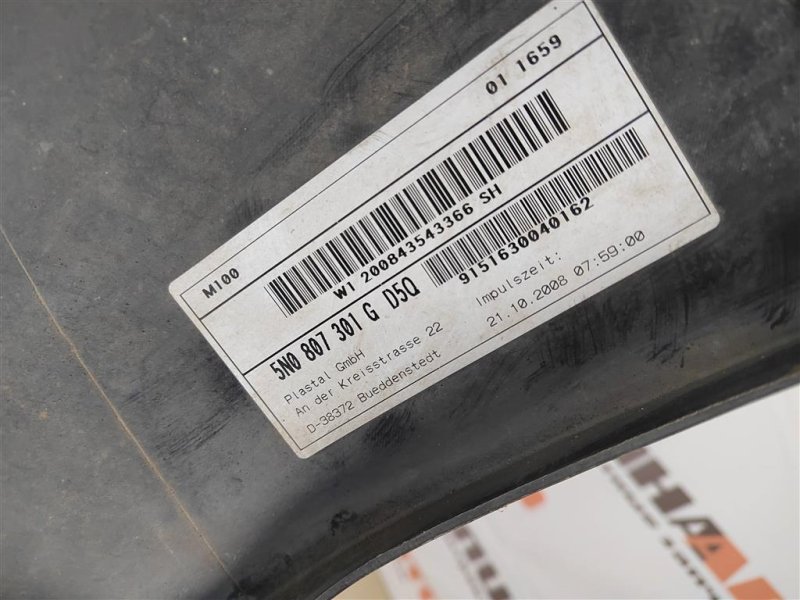 M100
01 1659
WI 200843543366 SH
5N0 807 301 G D5Q
9151630040162
Plastal GmbH
An der Kreisstrasse 22
D-38372 Bueddenstedt
Impulszeit:
21.10.2008 07:59:00